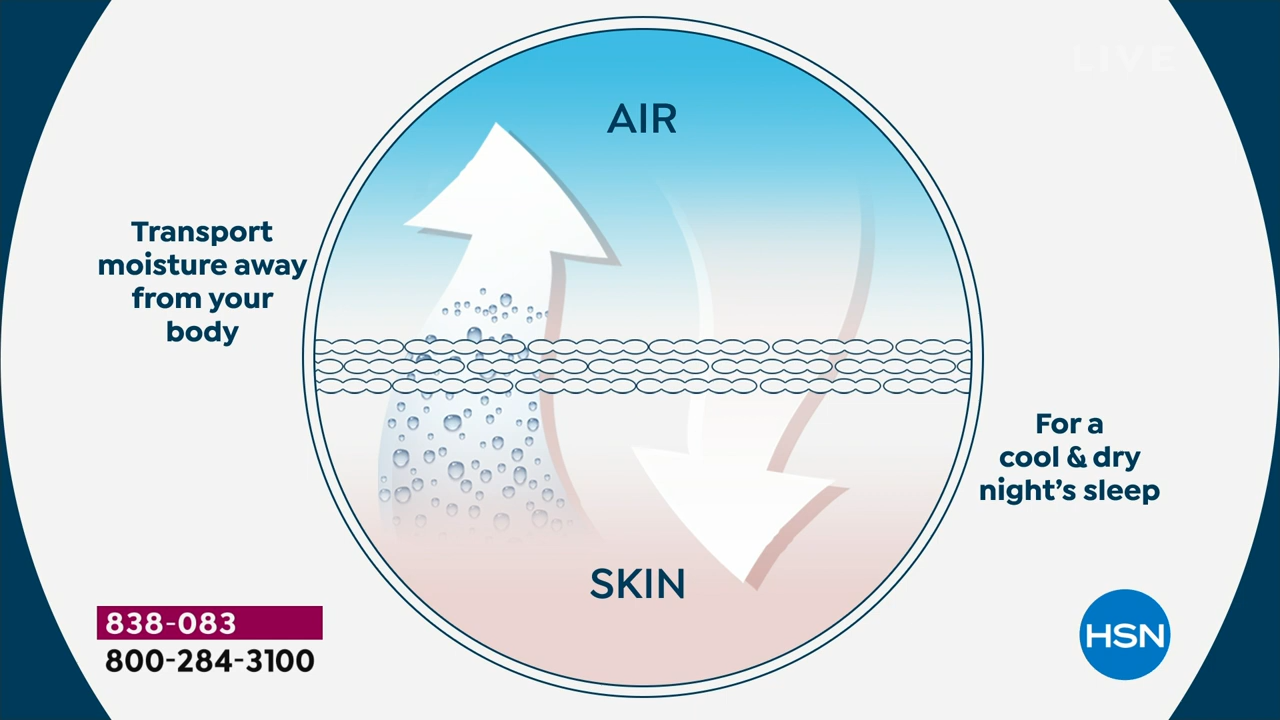 LIVE
AIR
Transport
moisture away
from your
body
For a
cool & dry
night's sleep
SKIN
838-083
800-284-3100
HSN